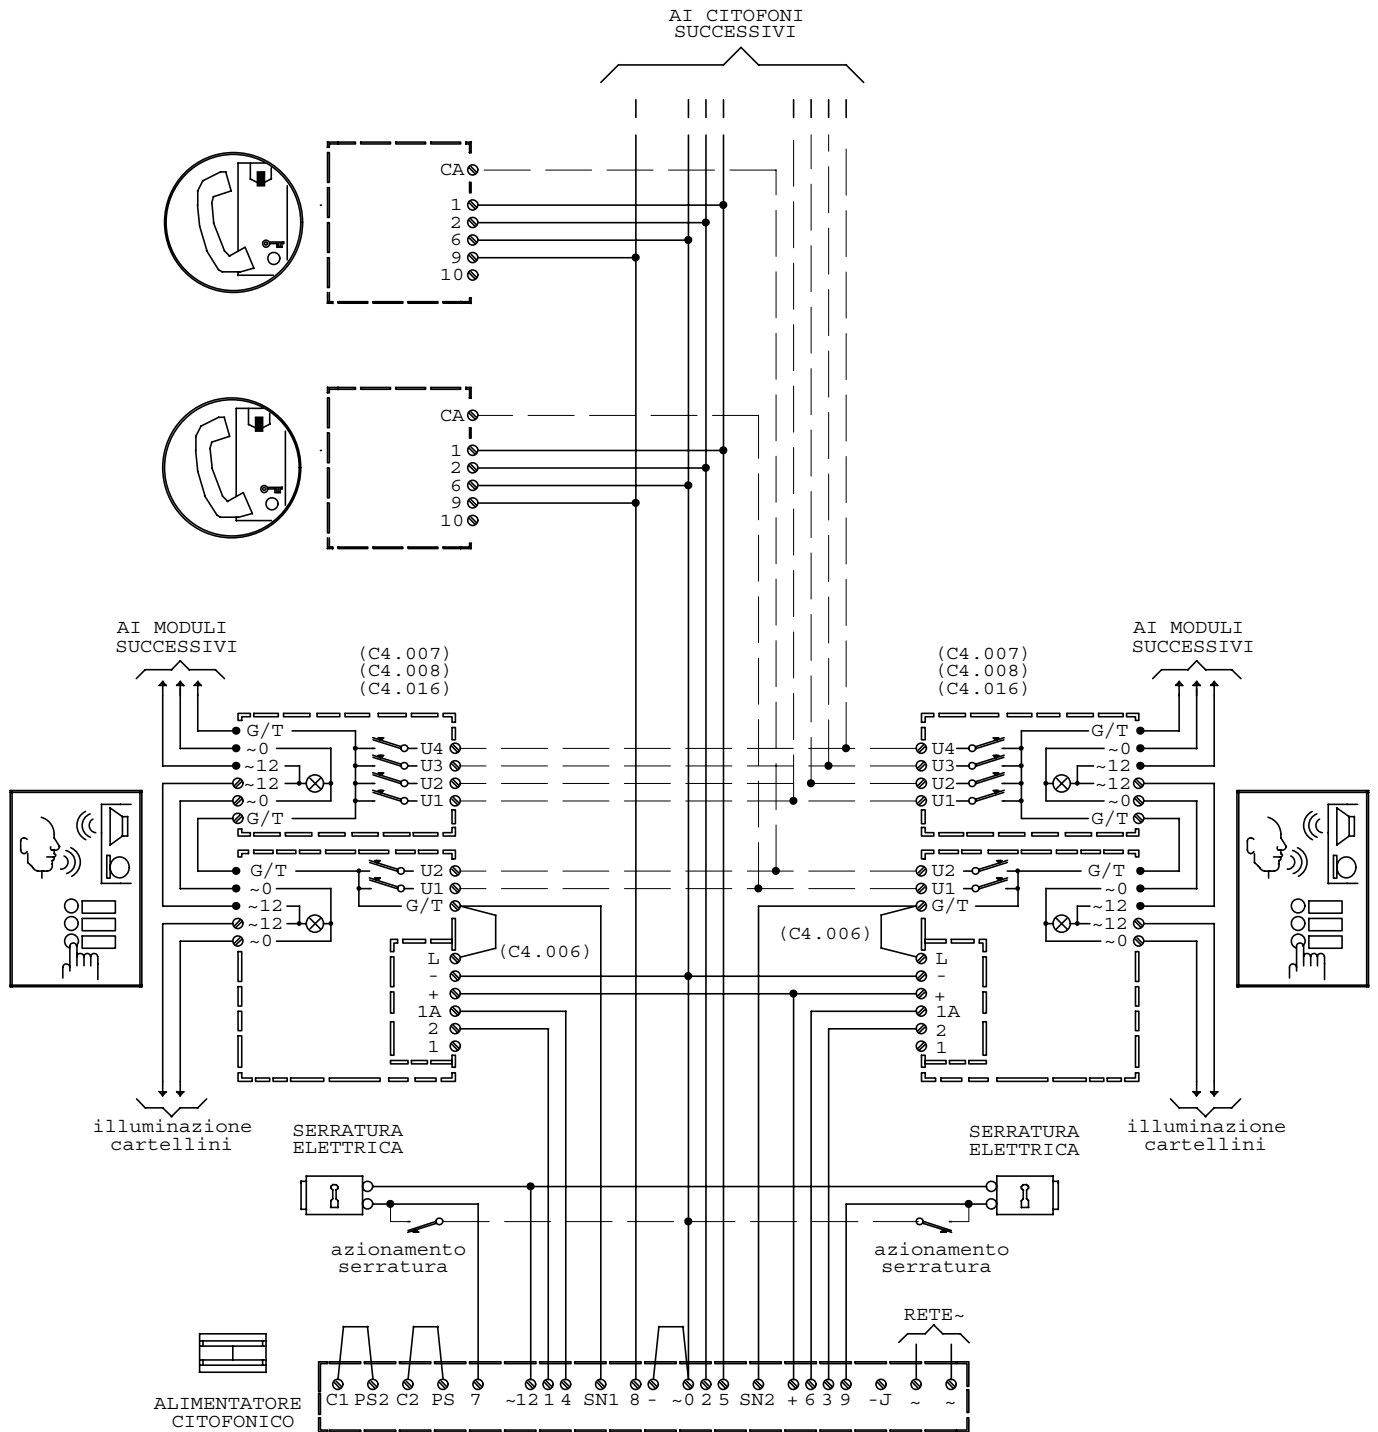 AI CITOFONI
SUCCESSIVI
CA
1
2
6
9
10
CA
1
2
6
9
10
AI MODULI
SUCCESSIVI
(C4.007)
(C4.008)
(C4.016)
G/T
~0
~12
~12
~0
G/T
U4
U3
U2
U1
G/T
~0
~12
~12
~0
U2
U1
G/T
(C4.006)
L
-
+
1A
2
1
illuminazione
cartellini
AI MODULI
SUCCESSIVI
(C4.007)
(C4.008)
(C4.016)
U4
U3
U2
U1
G/T
~0
~12
~12
~0
G/T
U2
U1
G/T
G/T
~0
~12
~12
~0
(C4.006)
L
-
+
1A
2
1
illuminazione
cartellini
SERRATURA
ELETTRICA
SERRATURA
ELETTRICA
azionamento
serratura
azionamento
serratura
RETE~
ALIMENTATORE
CITOFONICO
C1 PS2 C2 PS 7 ~12 1 4 SN1 8 - ~0 2 5 SN2 + 6 3 9 -J ~ ~